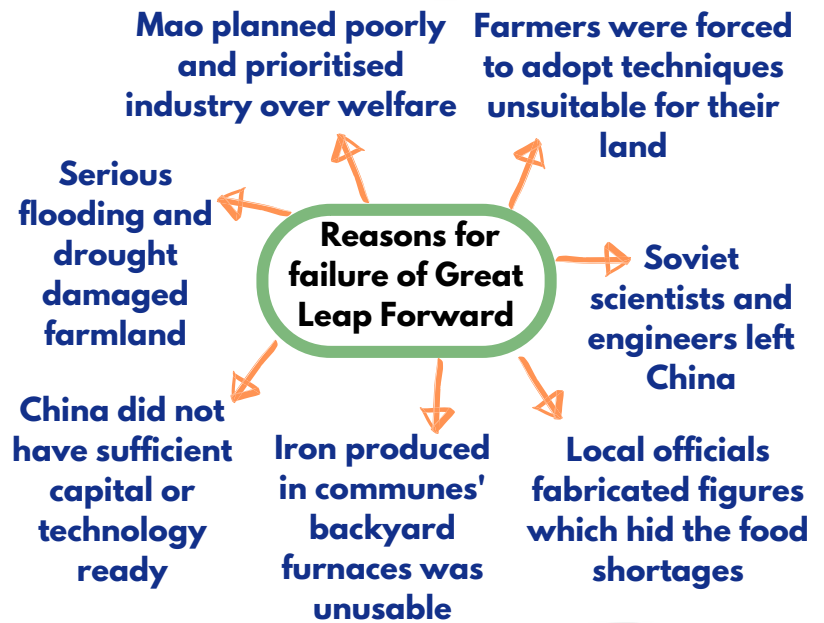 Mao planned poorly
and prioritised
industry over welfare
Farmers were forced
to adopt techniques
unsuitable for their
land
Serious
flooding and
drought
damaged
farmland
Reasons for
failure of Great
Leap Forward
Soviet
scientists and
engineers left
China
China did not
have sufficient
capital or
technology
ready
Iron produced
in communes'
backyard
furnaces was
unusable
Local officials
fabricated figures
which hid the food
shortages